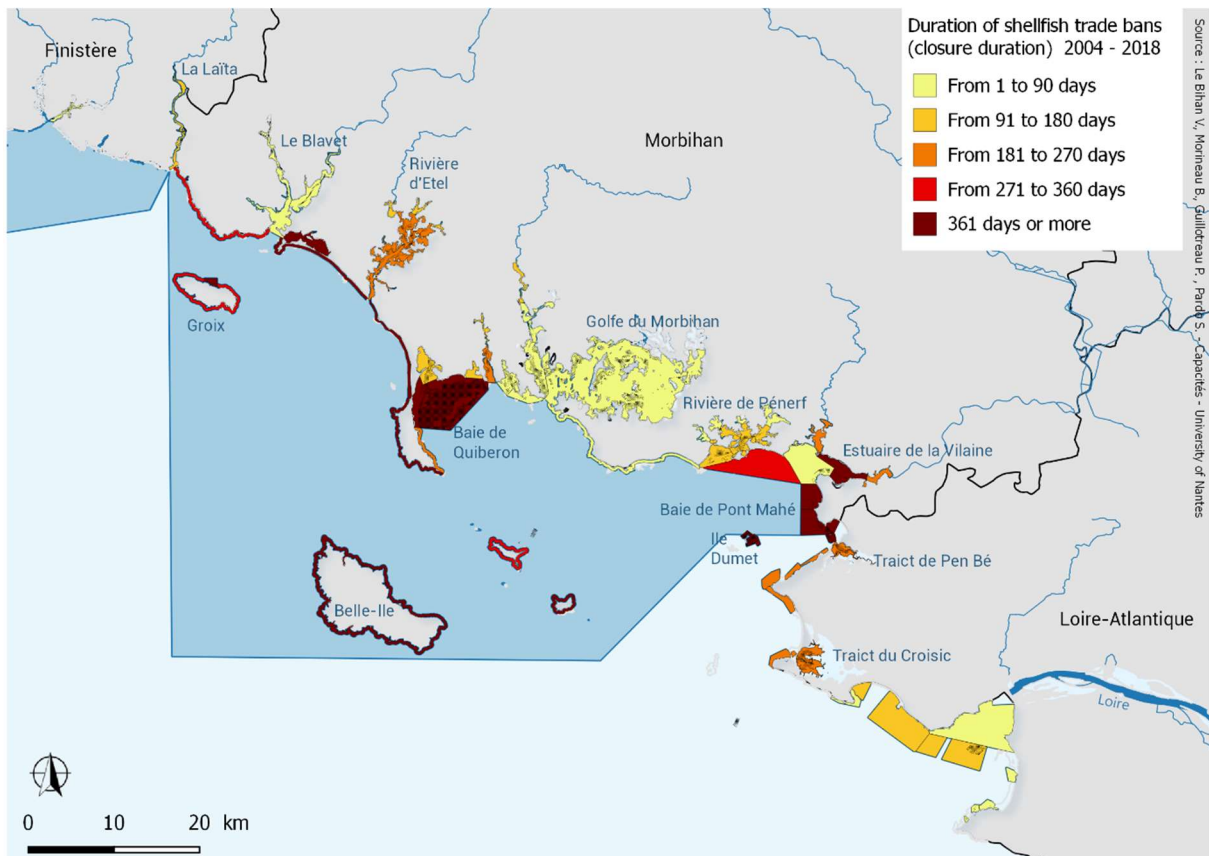 Finistère
La Laïta
Le Blavet
Rivière
d'Etel
Morbihan
Groix
Golfe du Morbihan
Rivière de Pénerf
Baie de
Quiberon
Estuaire de la Vilaine
Baie de Pont Mahé
Ile
Dumet
Traict de Pen Bé
Belle-Ile
Loire-Atlantique
Traict du Croisic
Loire
Duration of shellfish trade bans
(closure duration) 2004 - 2018
From 1 to 90 days
From 91 to 180 days
From 181 to 270 days
From 271 to 360 days
361 days or more
Source : Le Bihan V., Morineau B., Guillotreau P. , Pardo S. - Capacités - University of Nantes
0 10 20 km